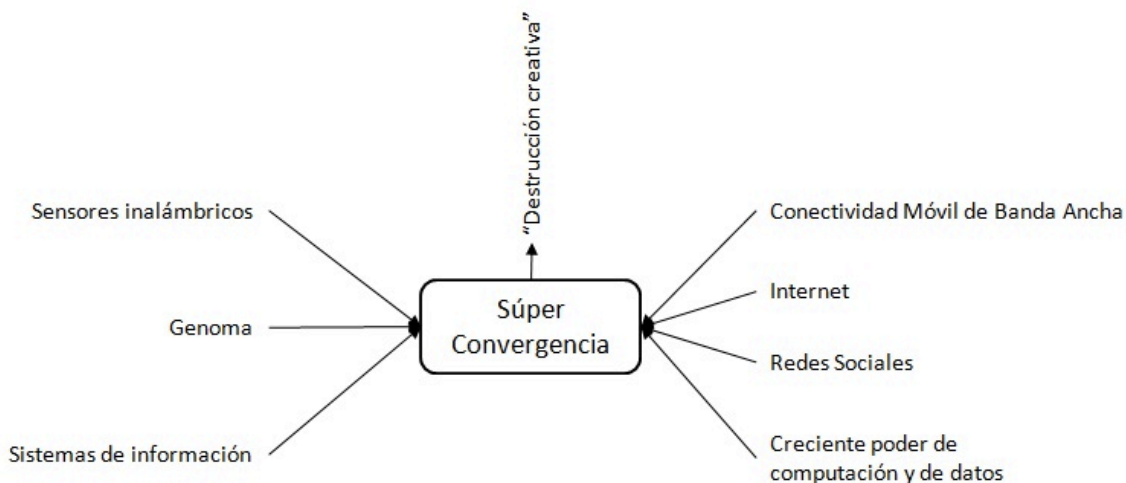 “Destrucción creativa”
Sensores inalámbricos
Genoma
Sistemas de información
Súper
Convergencia
Conectividad Móvil de Banda Ancha
Internet
Redes Sociales
Creciente poder de
computación y de datos